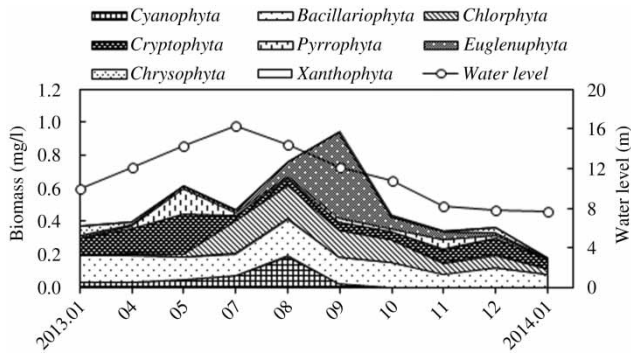 Cyanophyta Bacillariophyta Chlorphyta
Cryptophyta Pyrrophyta Euglenuphyta
Chrysophyta Xanthophyta Water level
Biomass (mg/l)
1.2
1.0
0.8
0.6
0.4
0.2
0.0
20
16
12
8
4
0
Water level (m)
2013.01 04 05 07 08 09 10 11 12 2014.01